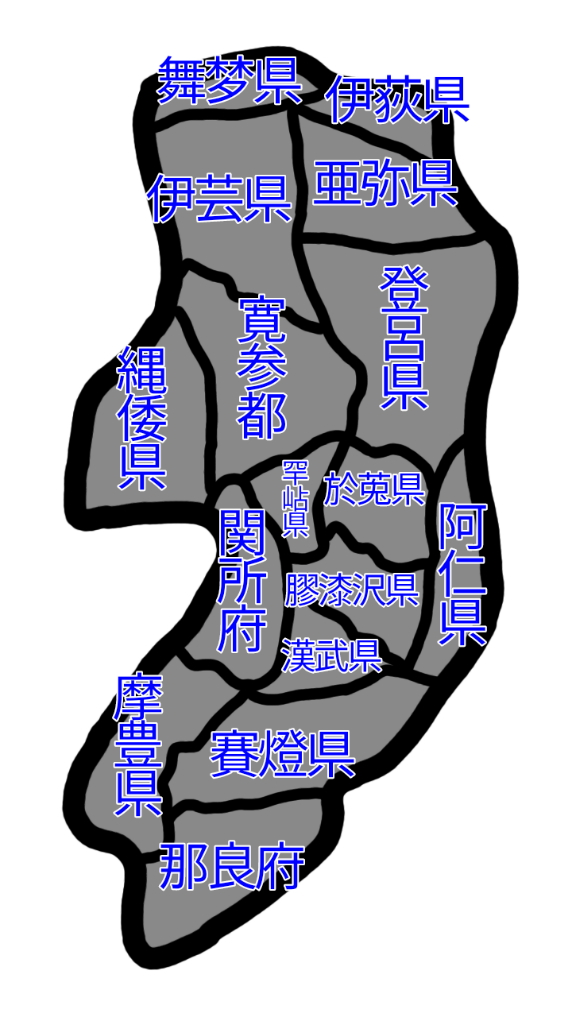 舞梦県
伊荻県
伊芸県
亜弥県
登呂県
寛参都
縄倭県
罕岾県
於菟県
阿仁県
関所府
膠漆沢県
漢武県
摩豊県
賽燈県
那良府